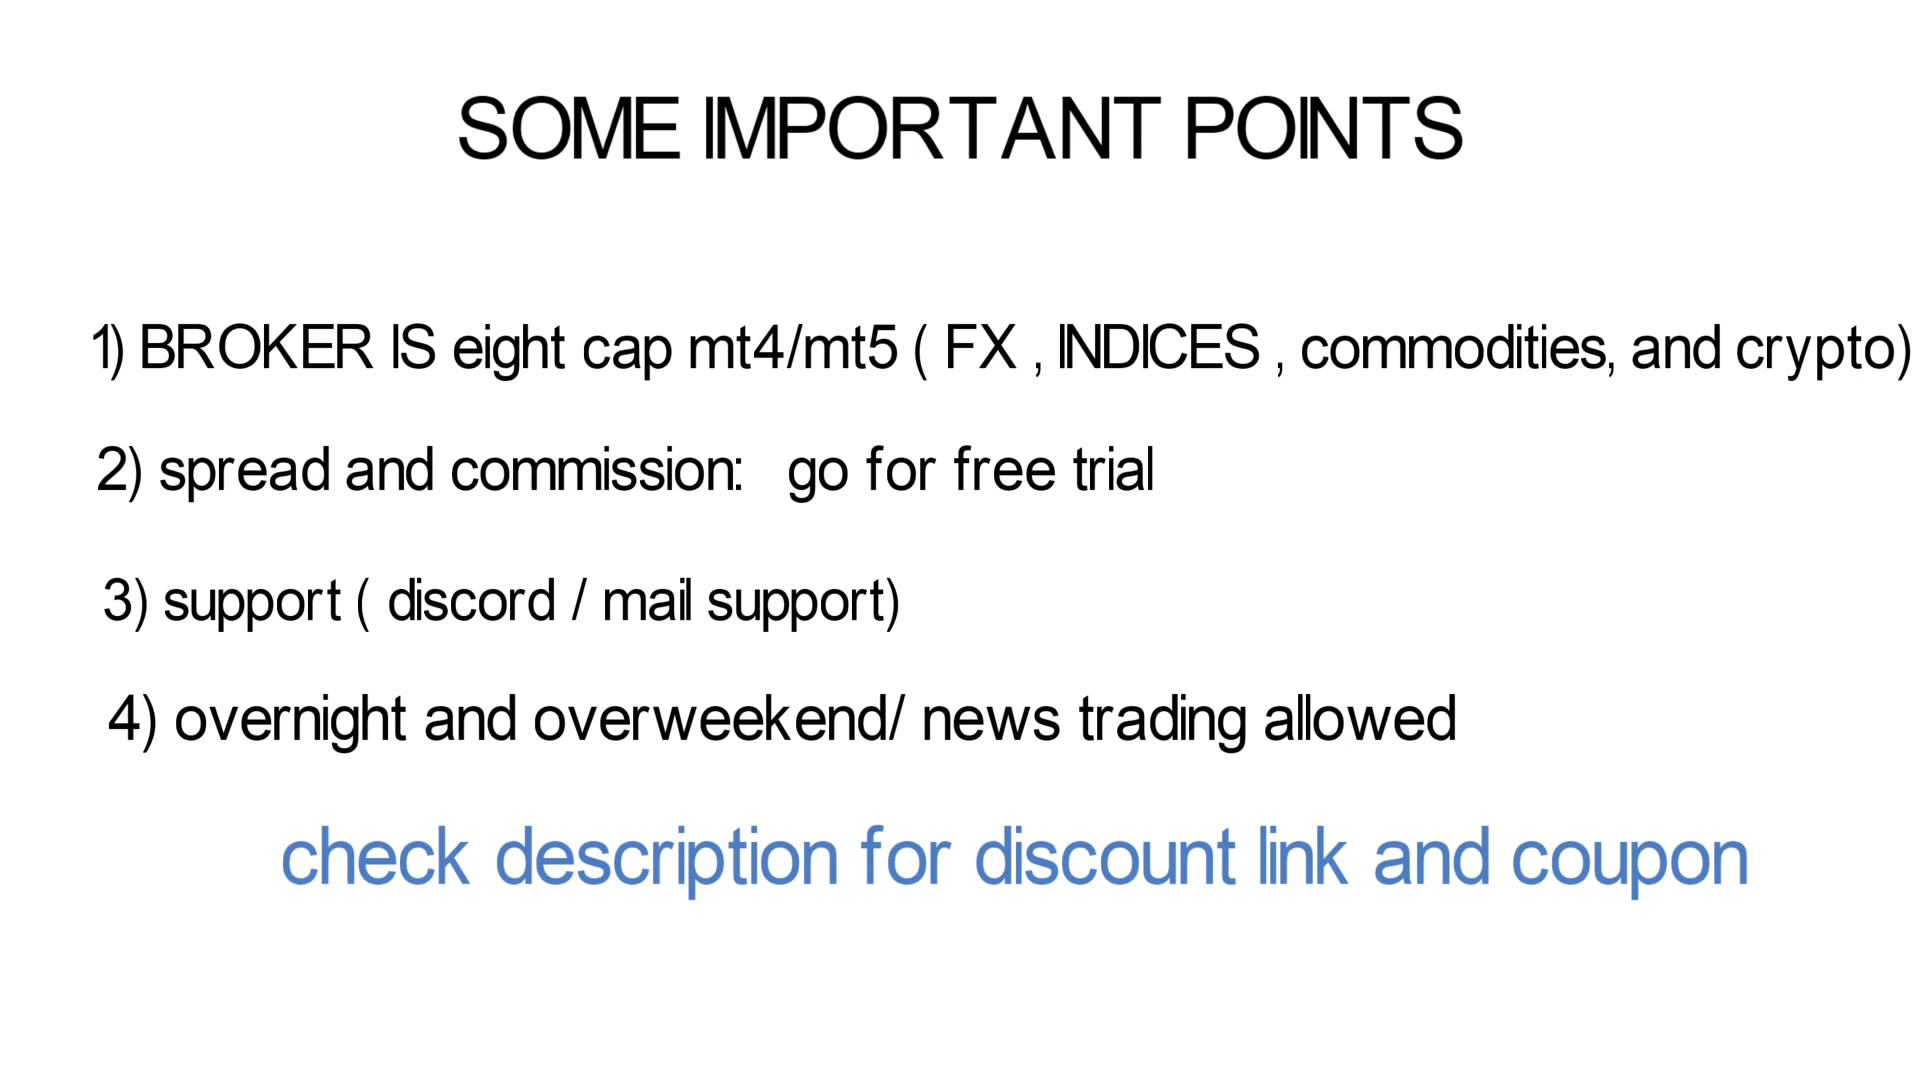 SOME IMPORTANT POINTS
1) BROKER IS eight cap mt4/mt5 ( FX , INDICES , commodities, and crypto)
2) spread and commission: go for free trial
3) support ( discord / mail support)
4) overnight and overweekend/ news trading allowed
check description for discount link and coupon